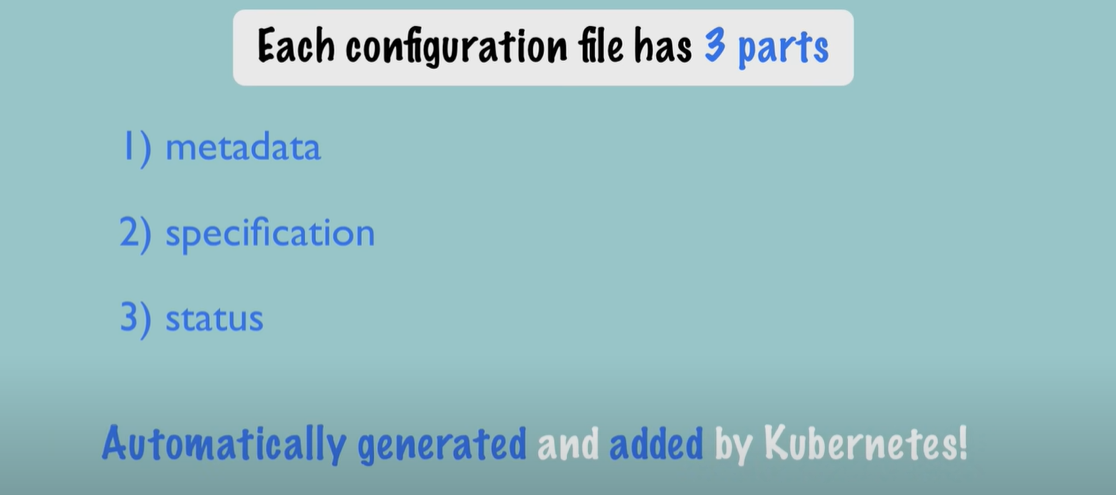 Each configuration file has 3 parts
1) metadata
2) specification
3) status
Automatically generated and added by Kubernetes!